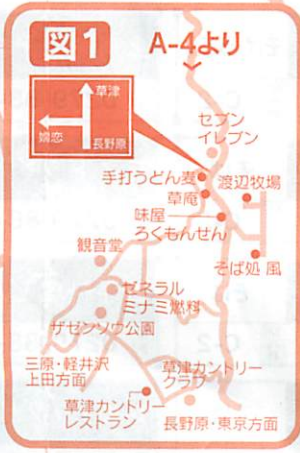 図1
A-4より
草津
嬬恋
長野原
セブン
イレブン
手打うどん麦
渡辺牧場
草庵
味屋
ろくもんせん
観音堂
そば処 風
ゼネラル
ミナミ燃料
ザゼンソウ公園
三原・軽井沢
上田方面
草津カントリー
クラブ
草津カントリー
レストラン
長野原・東京方面